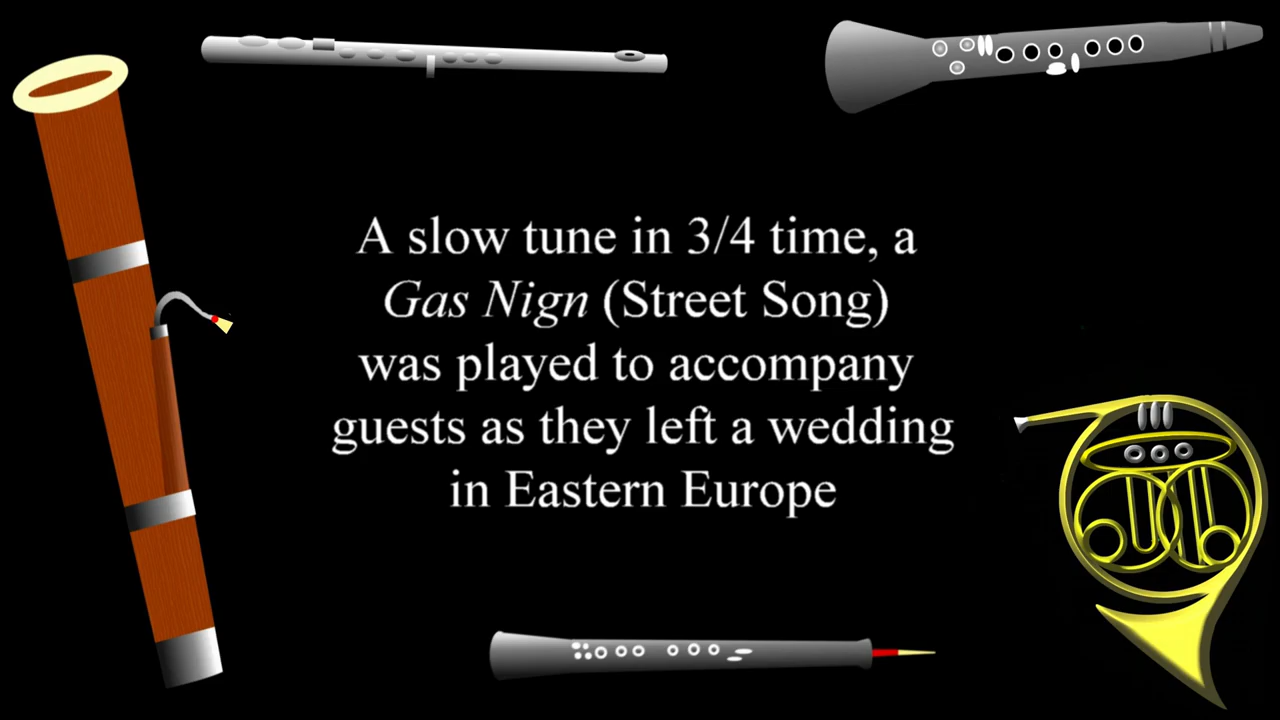 A slow tune in 3/4 time, a
Gas Nign (Street Song)
was played to accompany
guests as they left a wedding
in Eastern Europe